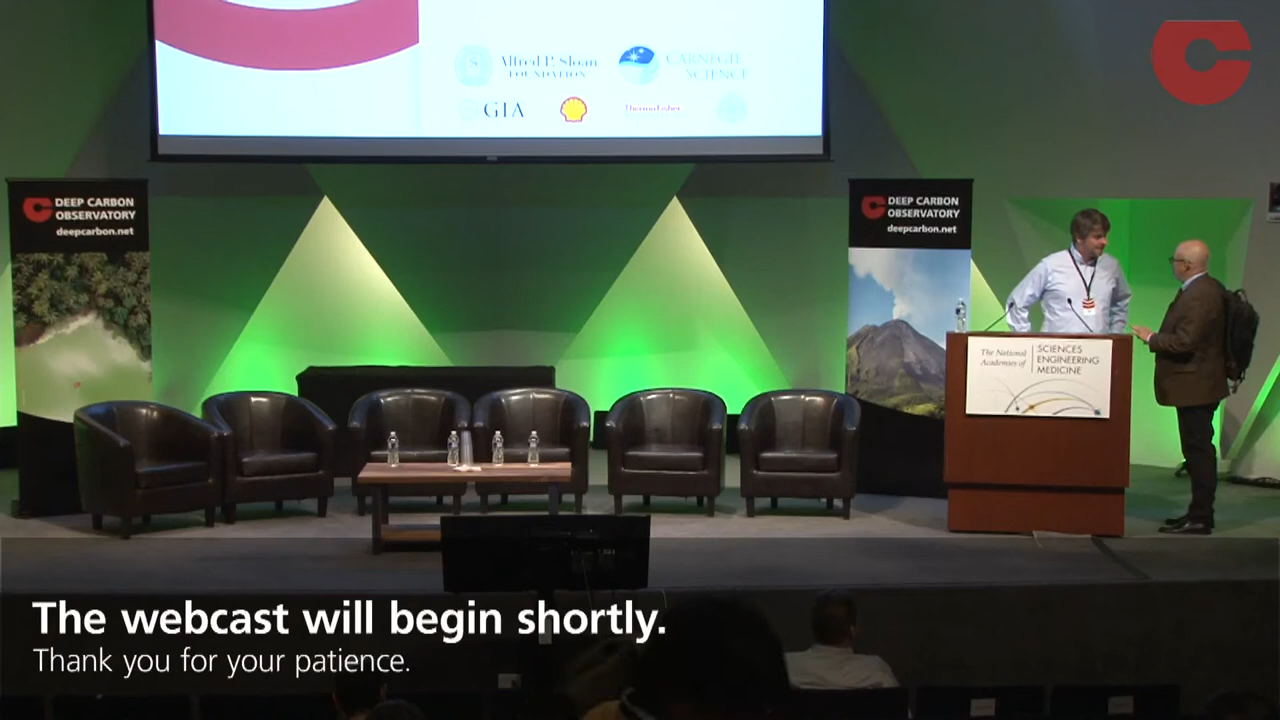 Alfred P. Sloan
FOUNDATION
CARNEGIE
SCIENCE
GIA
ThermoFisher
DEEP CARBON
OBSERVATORY
deepcarbon.net
DEEP CARBON
OBSERVATORY
deepcarbon.net
The National
Academies of
SCIENCES
ENGINEERING
MEDICINE
The webcast will begin shortly.
Thank you for your patience.